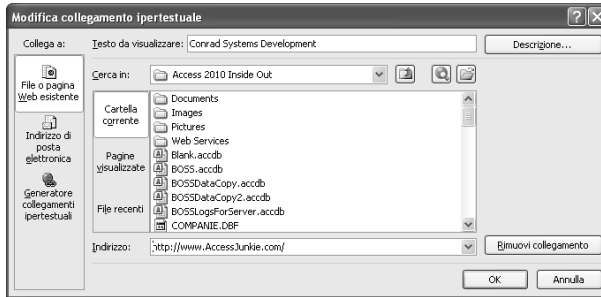 Modifica collegamento ipertestuale
Collega a:
Testo da visualizzare: Conrad Systems Development
Descrizione...
File o pagina
Web esistente
Indirizzo di
posta
elettronica
Generatore
collegamenti
ipertestuali
Cerca in: Access 2010 Inside Out
Cartella
corrente
Pagine
visualizzate
File recenti
Documents
Images
Pictures
Web Services
Blank.accdb
BOSS.accdb
BOSSDataCopy.accdb
BOSSDataCopy2.accdb
BOSSLogsForServer.accdb
COMPANIE.DBF
Indirizzo: http://www.AccessJunkie.com/
Rimuovi collegamento
OK
Annulla